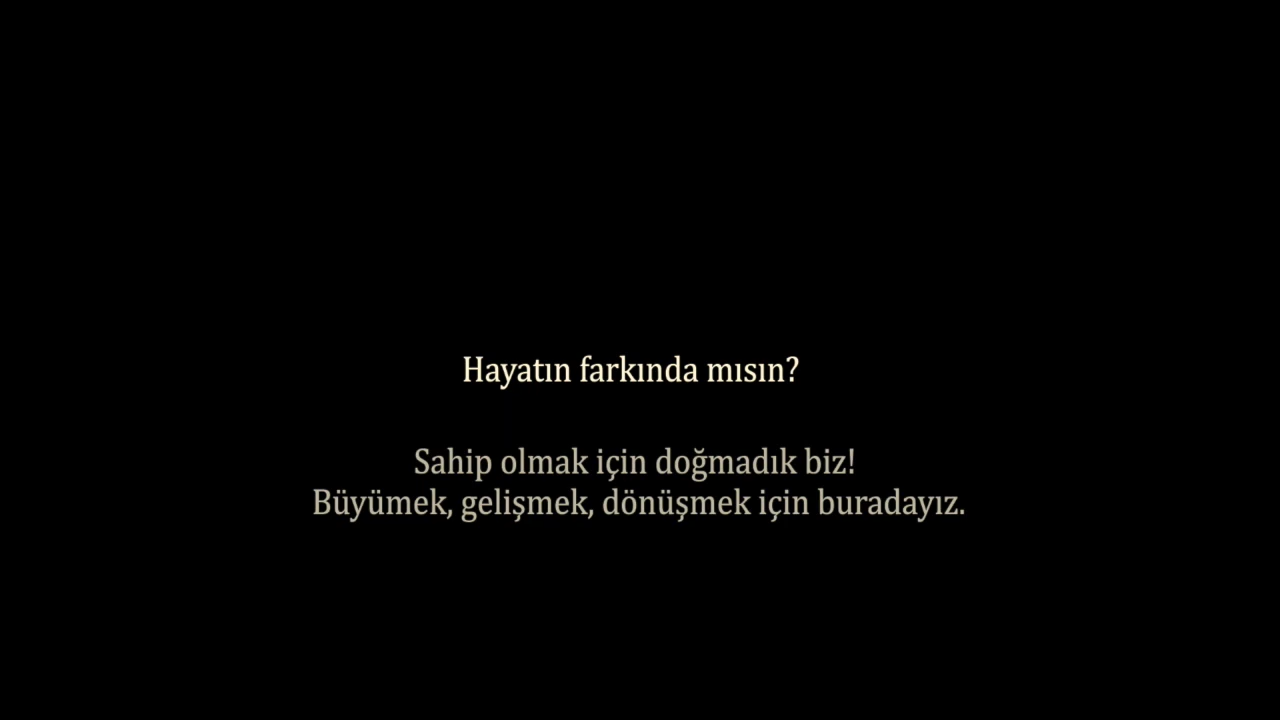 Hayatın farkında mısın?
Sahip olmak için doğmadık biz!
Büyümek, gelişmek, dönüşmek için buradayız.